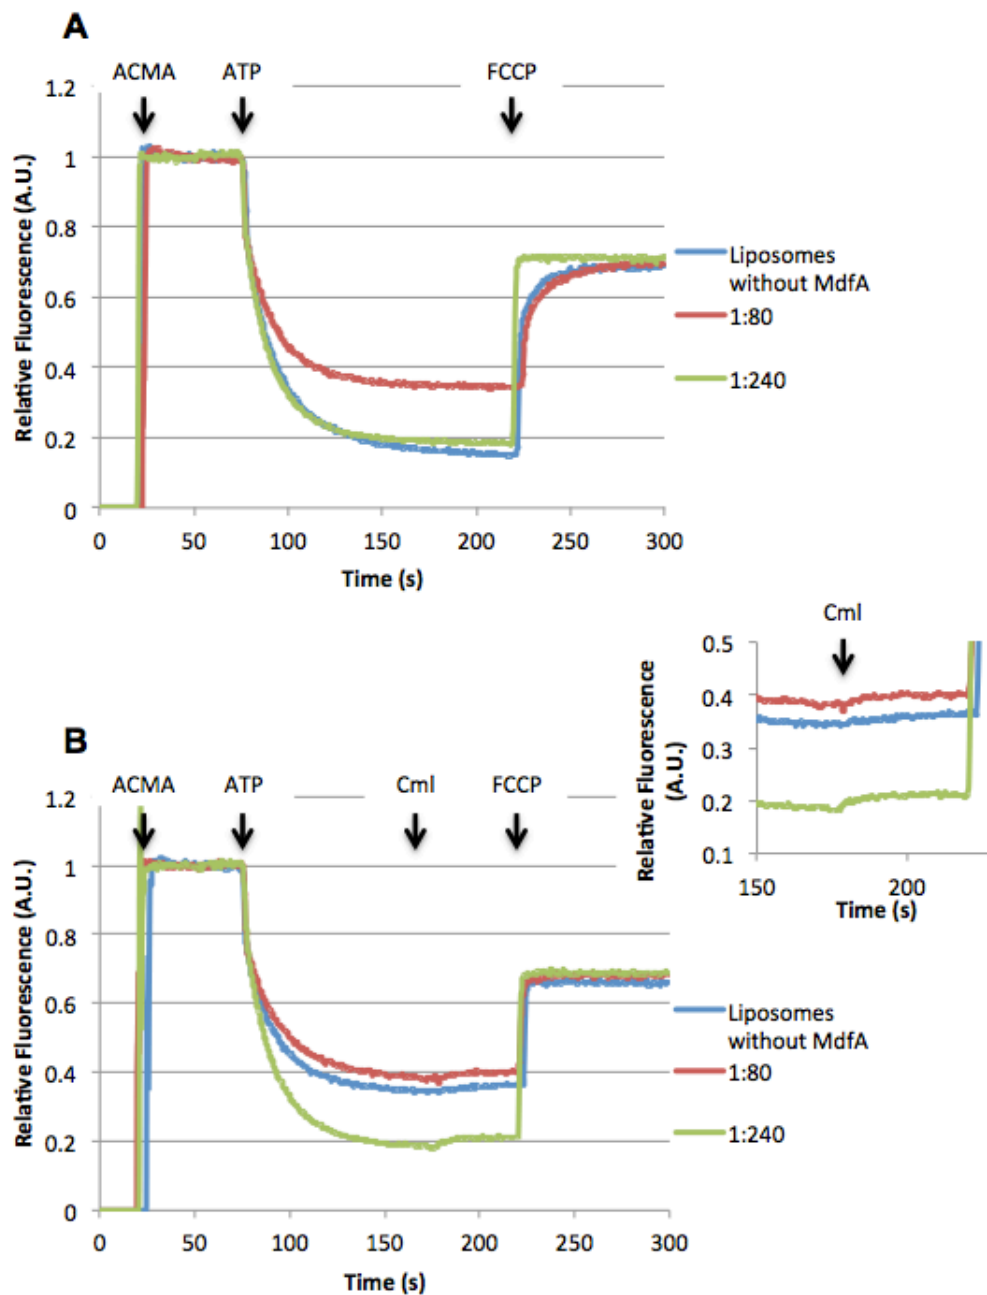 A
ACMA ATP FCCP
1.2
1
0.8
0.6
0.4
0.2
0
0 50 100 150 200 250 300
Time (s)
Relative Fluorescence (A.U.)
Liposomes
without MdfA
1:80
1:240
Cml
0.5
0.4
0.3
0.2
0.1
150 200
Time (s)
Relative Fluorescence
(A.U.)
B
ACMA ATP Cml FCCP
1.2
1
0.8
0.6
0.4
0.2
0
0 50 100 150 200 250 300
Time (s)
Relative Fluorescence (A.U.)
Liposomes
without MdfA
1:80
1:240